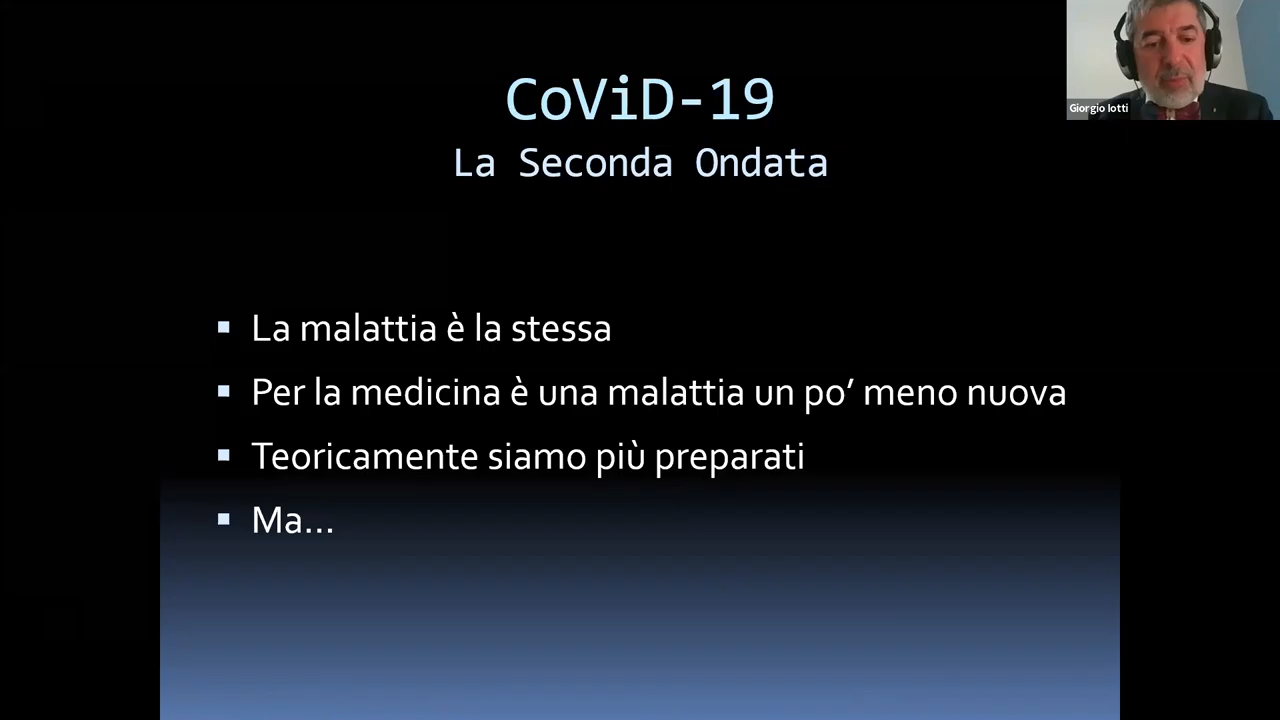 CoViD-19
La Seconda Ondata
Giorgio Iotti
La malattia è la stessa
Per la medicina è una malattia un po’ meno nuova
Teoricamente siamo più preparati
Ma...